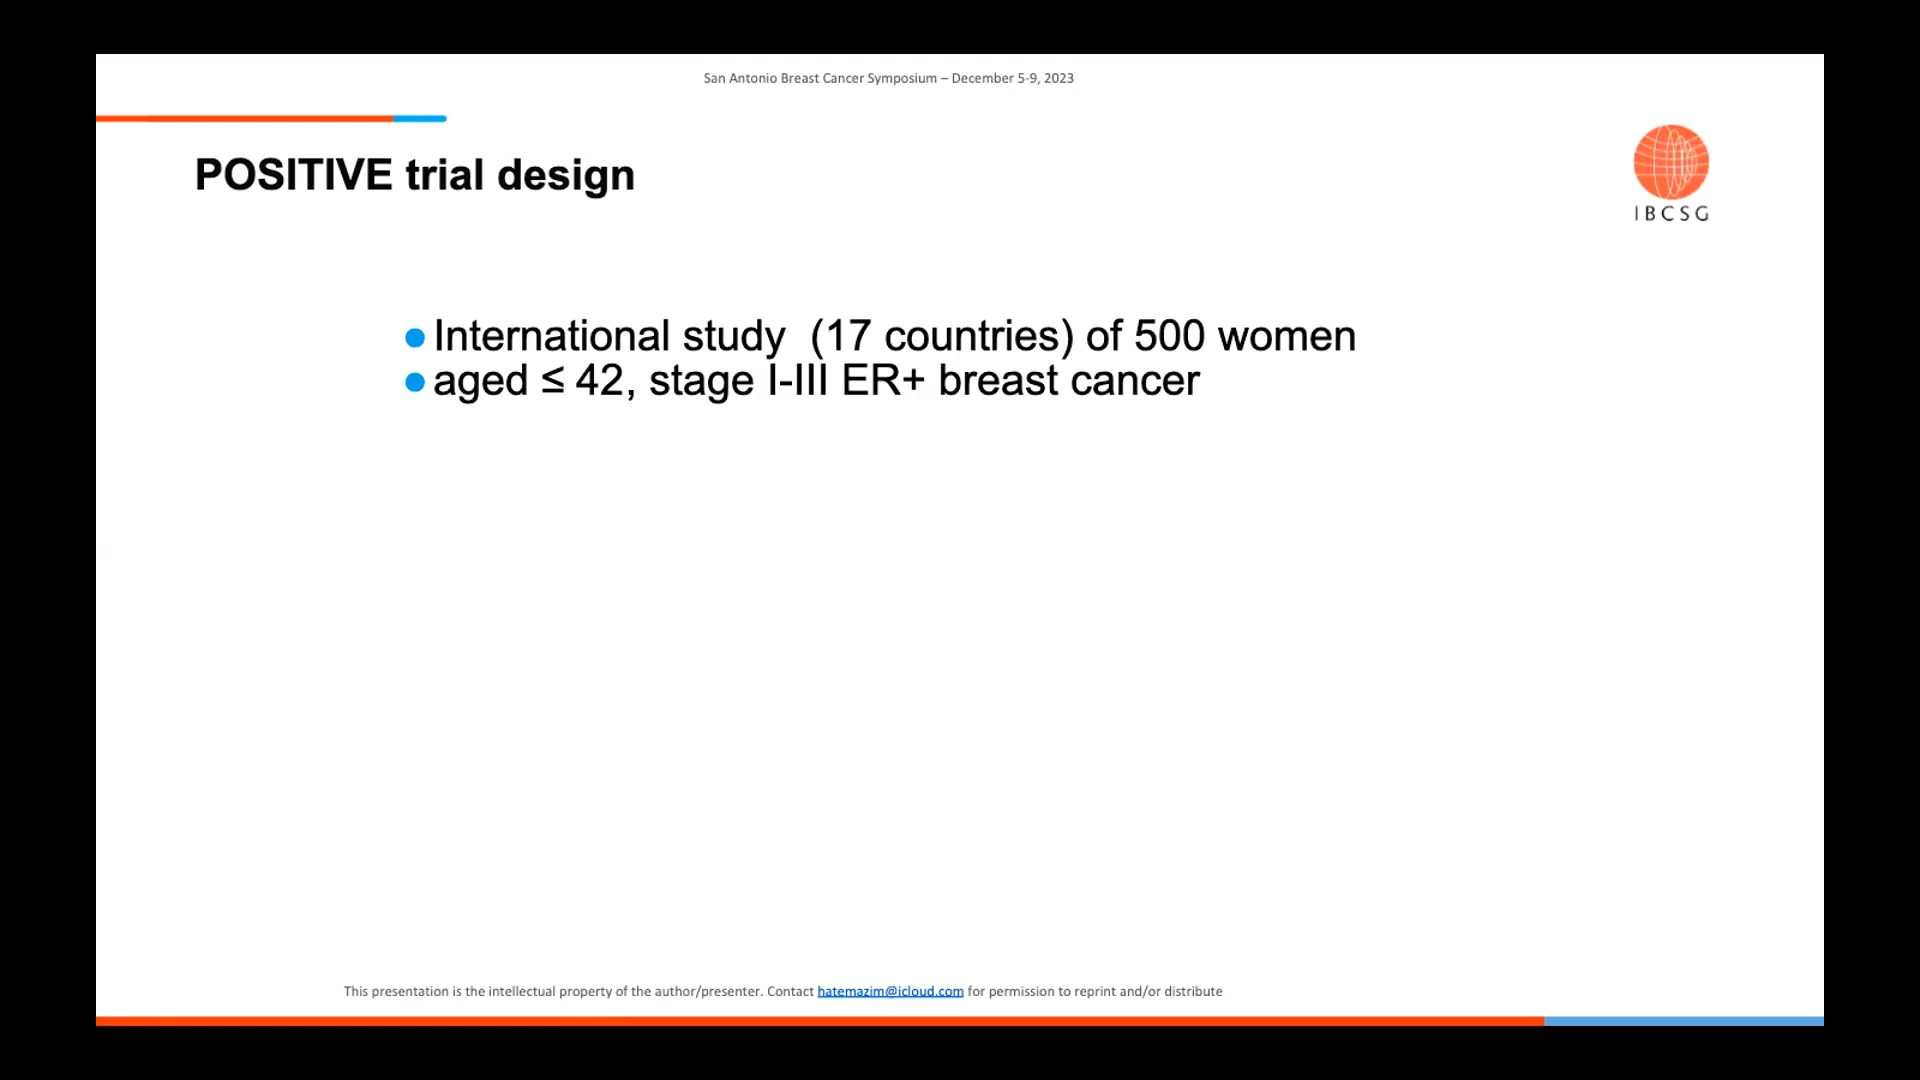 San Antonio Breast Cancer Symposium – December 5-9, 2023
POSITIVE trial design
IBCSG
● International study  (17 countries) of 500 women
● aged ≤ 42, stage I-III ER+ breast cancer
This presentation is the intellectual property of the author/presenter. Contact hatemazim@icloud.com for permission to reprint and/or distribute